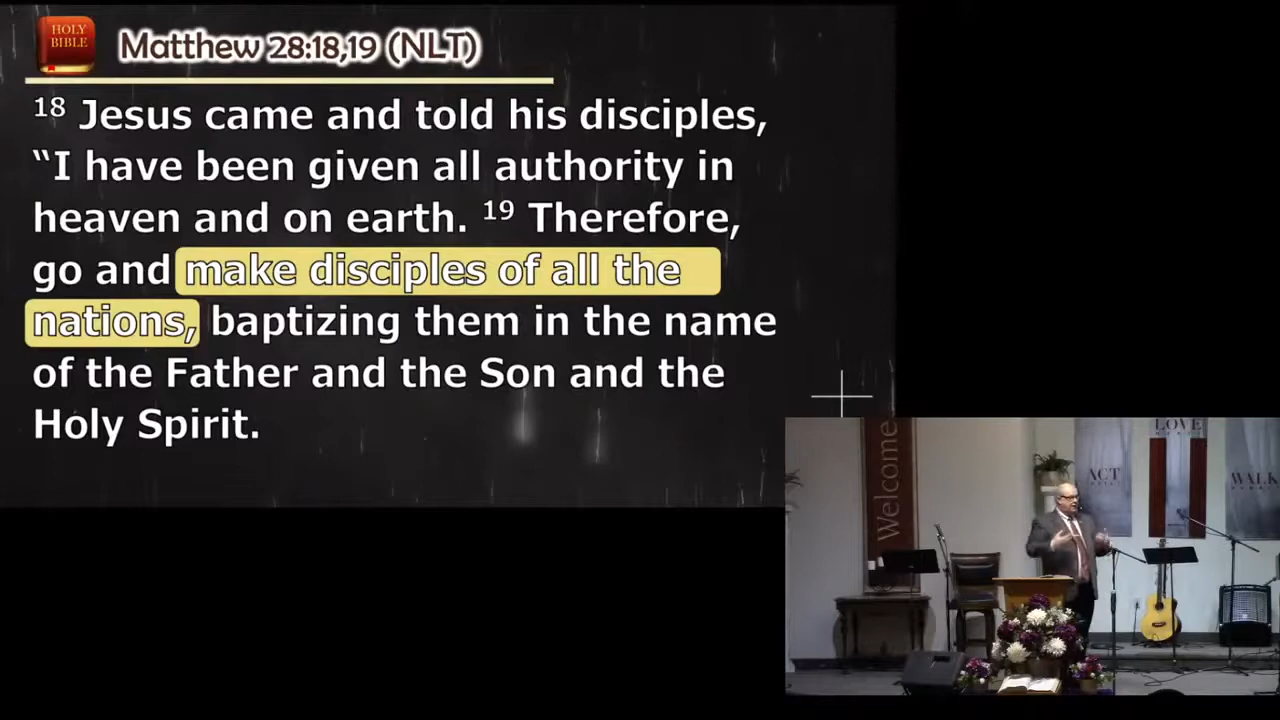 HOLY
BIBLE
Matthew 28:18,19 (NLT)
18 Jesus came and told his disciples,
“I have been given all authority in
heaven and on earth. 19 Therefore,
go and make disciples of all the
nations, baptizing them in the name
of the Father and the Son and the
Holy Spirit.
Welcome
ACT
LOVE
WALK